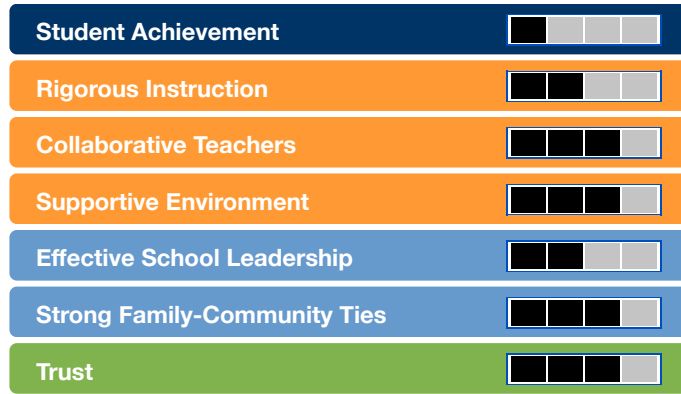 Student Achievement
Rigorous Instruction
Collaborative Teachers
Supportive Environment
Effective School Leadership
Strong Family-Community Ties
Trust